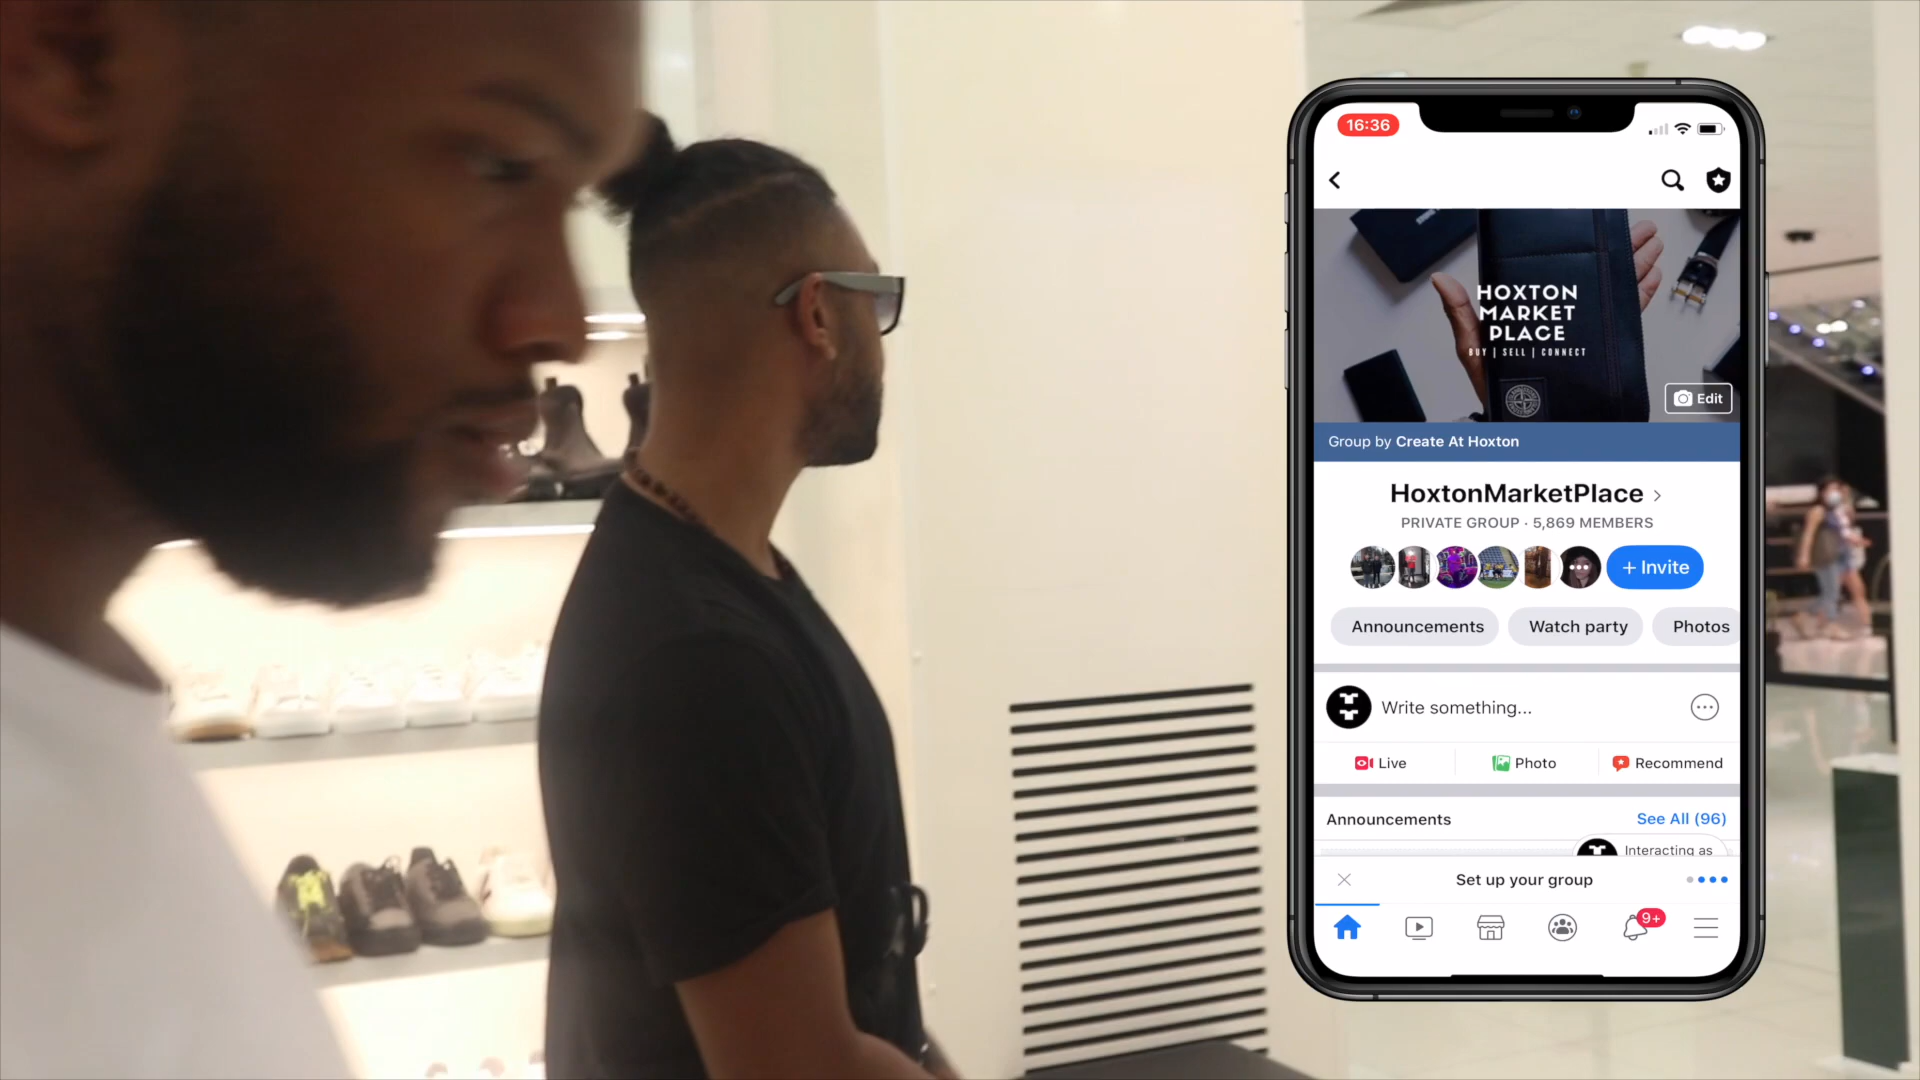 16:36
HOXTON
MARKET
PLACE
BUY | SELL | CONNECT
Edit
Group by Create At Hoxton
HoxtonMarketPlace
PRIVATE GROUP · 5,869 MEMBERS
+ Invite
Announcements
Watch party
Photos
Write something...
Live
Photo
Recommend
Announcements
See All (96)
Interacting as
Set up your group
9+